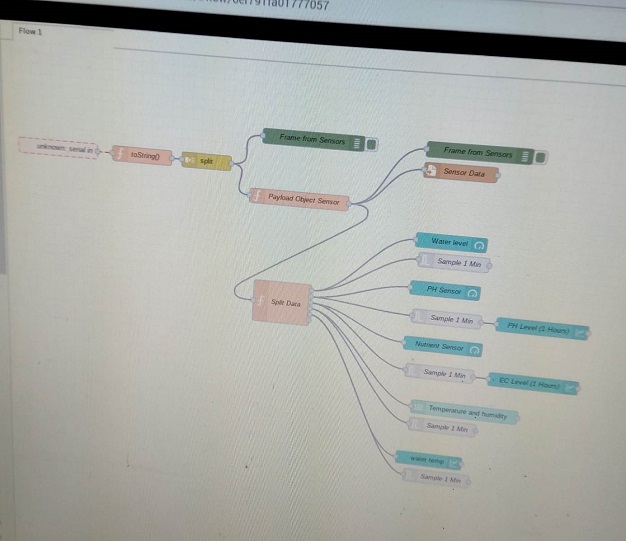 Flow 1
unknown: serial in
toString()
split
Frame from Sensors
Payload Object Sensor
Frame from Sensors
Sensor Data
Split Data
Water level
Sample 1 Min
PH Sensor
Sample 1 Min
PH Level (1 Hours)
Nutrient Sensor
Sample 1 Min
EC Level (1 Hours)
Temperature and humidity
Sample 1 Min
water temp
Sample 1 Min